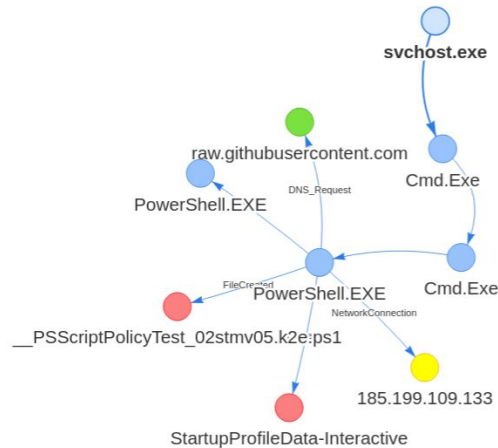 svchost.exe
raw.githubusercontent.com
Cmd.Exe
DNS_Request
PowerShell.EXE
FileCreated
PowerShell.EXE
Cmd.Exe
NetworkConnection
__PSScriptPolicyTest_02stmv05.k2e.ps1
185.199.109.133
StartupProfileData-Interactive